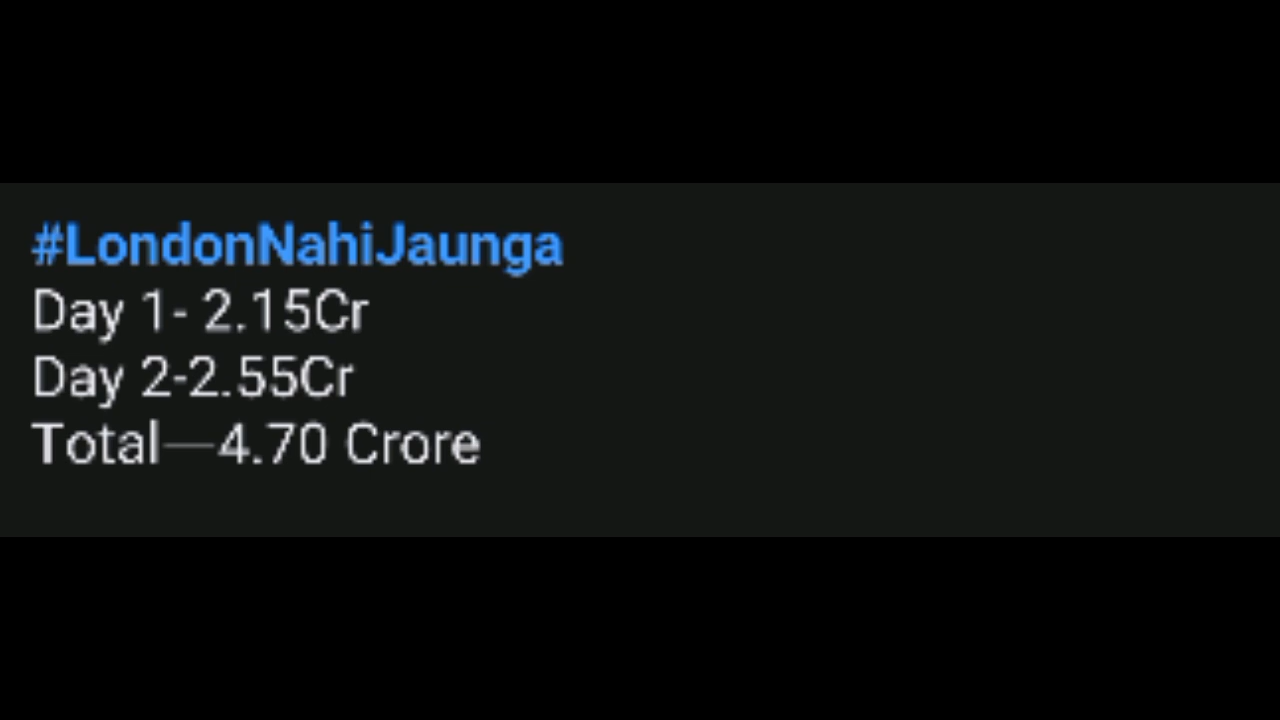 #LondonNahiJaunga
Day 1- 2.15Cr
Day 2-2.55Cr
Total—4.70 Crore